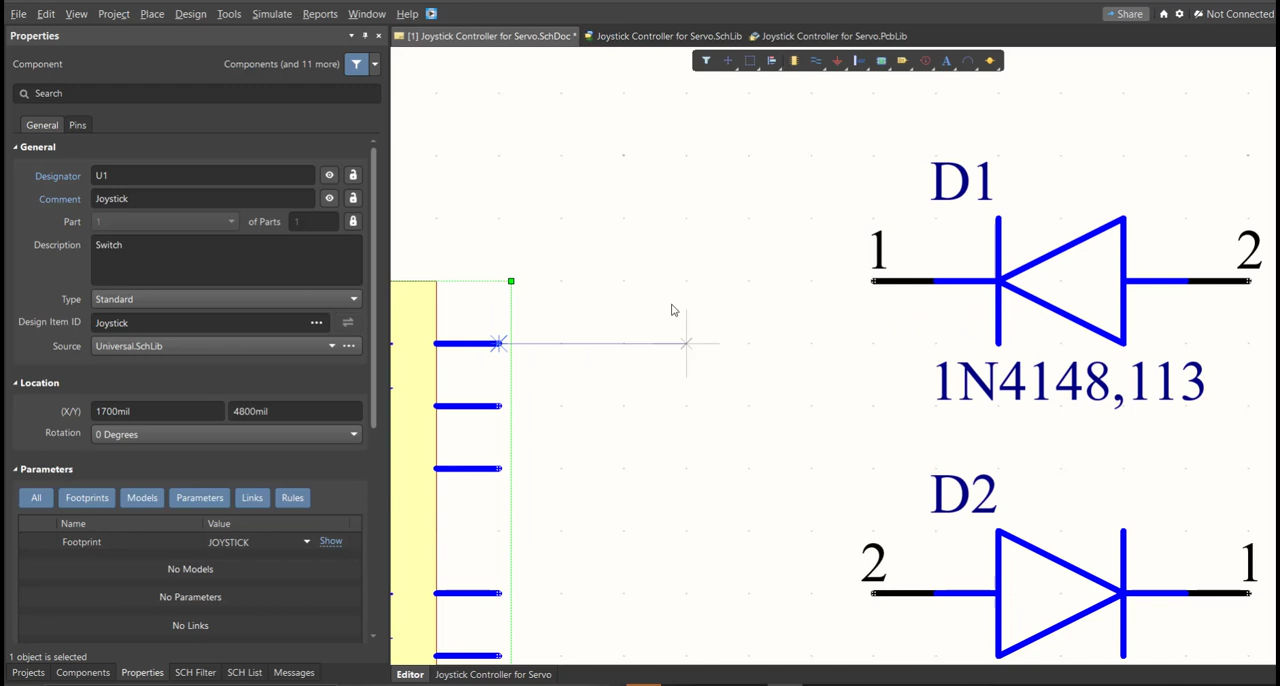 File Edit View Project Place Design Tools Simulate Reports Window Help Share Not Connected
Properties
[1] Joystick Controller for Servo.SchDoc * Joystick Controller for Servo.SchLib Joystick Controller for Servo.PcbLib
Component Components (and 11 more)
Search
General Pins
General
Designator U1
Comment Joystick
Part 1 of Parts 1
Description Switch
Type Standard
Design Item ID Joystick
Source Universal.SchLib
Location
(X/Y) 1700mil 4800mil
Rotation 0 Degrees
Parameters
All Footprints Models Parameters Links Rules
Name Value
Footprint JOYSTICK Show
No Models
No Parameters
No Links
1 object is selected
Projects Components Properties SCH Filter SCH List Messages
D1
1 2
1N4148,113
D2
2 1
Editor Joystick Controller for Servo